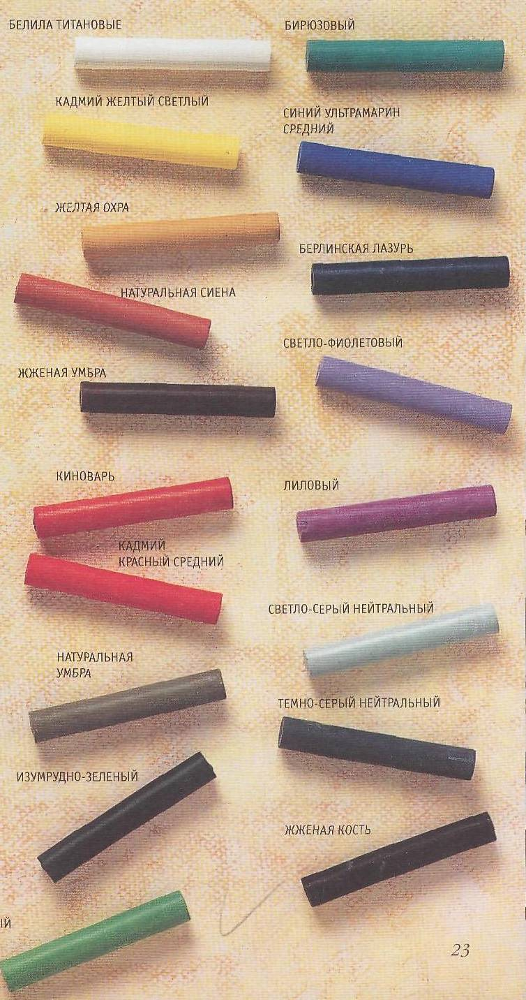 БЕЛИЛА ТИТАНОВЫЕ
КАДМИЙ ЖЕЛТЫЙ СВЕТЛЫЙ
ЖЕЛТАЯ ОХРА
НАТУРАЛЬНАЯ СИЕНА
ЖЖЕНАЯ УМБРА
КИНОВАРЬ
КАДМИЙ
КРАСНЫЙ СРЕДНИЙ
НАТУРАЛЬНАЯ
УМБРА
ИЗУМРУДНО-ЗЕЛЕНЫЙ
БИРЮЗОВЫЙ
СИНИЙ УЛЬТРАМАРИН
СРЕДНИЙ
БЕРЛИНСКАЯ ЛАЗУРЬ
СВЕТЛО-ФИОЛЕТОВЫЙ
ЛИЛОВЫЙ
СВЕТЛО-СЕРЫЙ НЕЙТРАЛЬНЫЙ
ТЕМНО-СЕРЫЙ НЕЙТРАЛЬНЫЙ
ЖЖЕНАЯ КОСТЬ
23